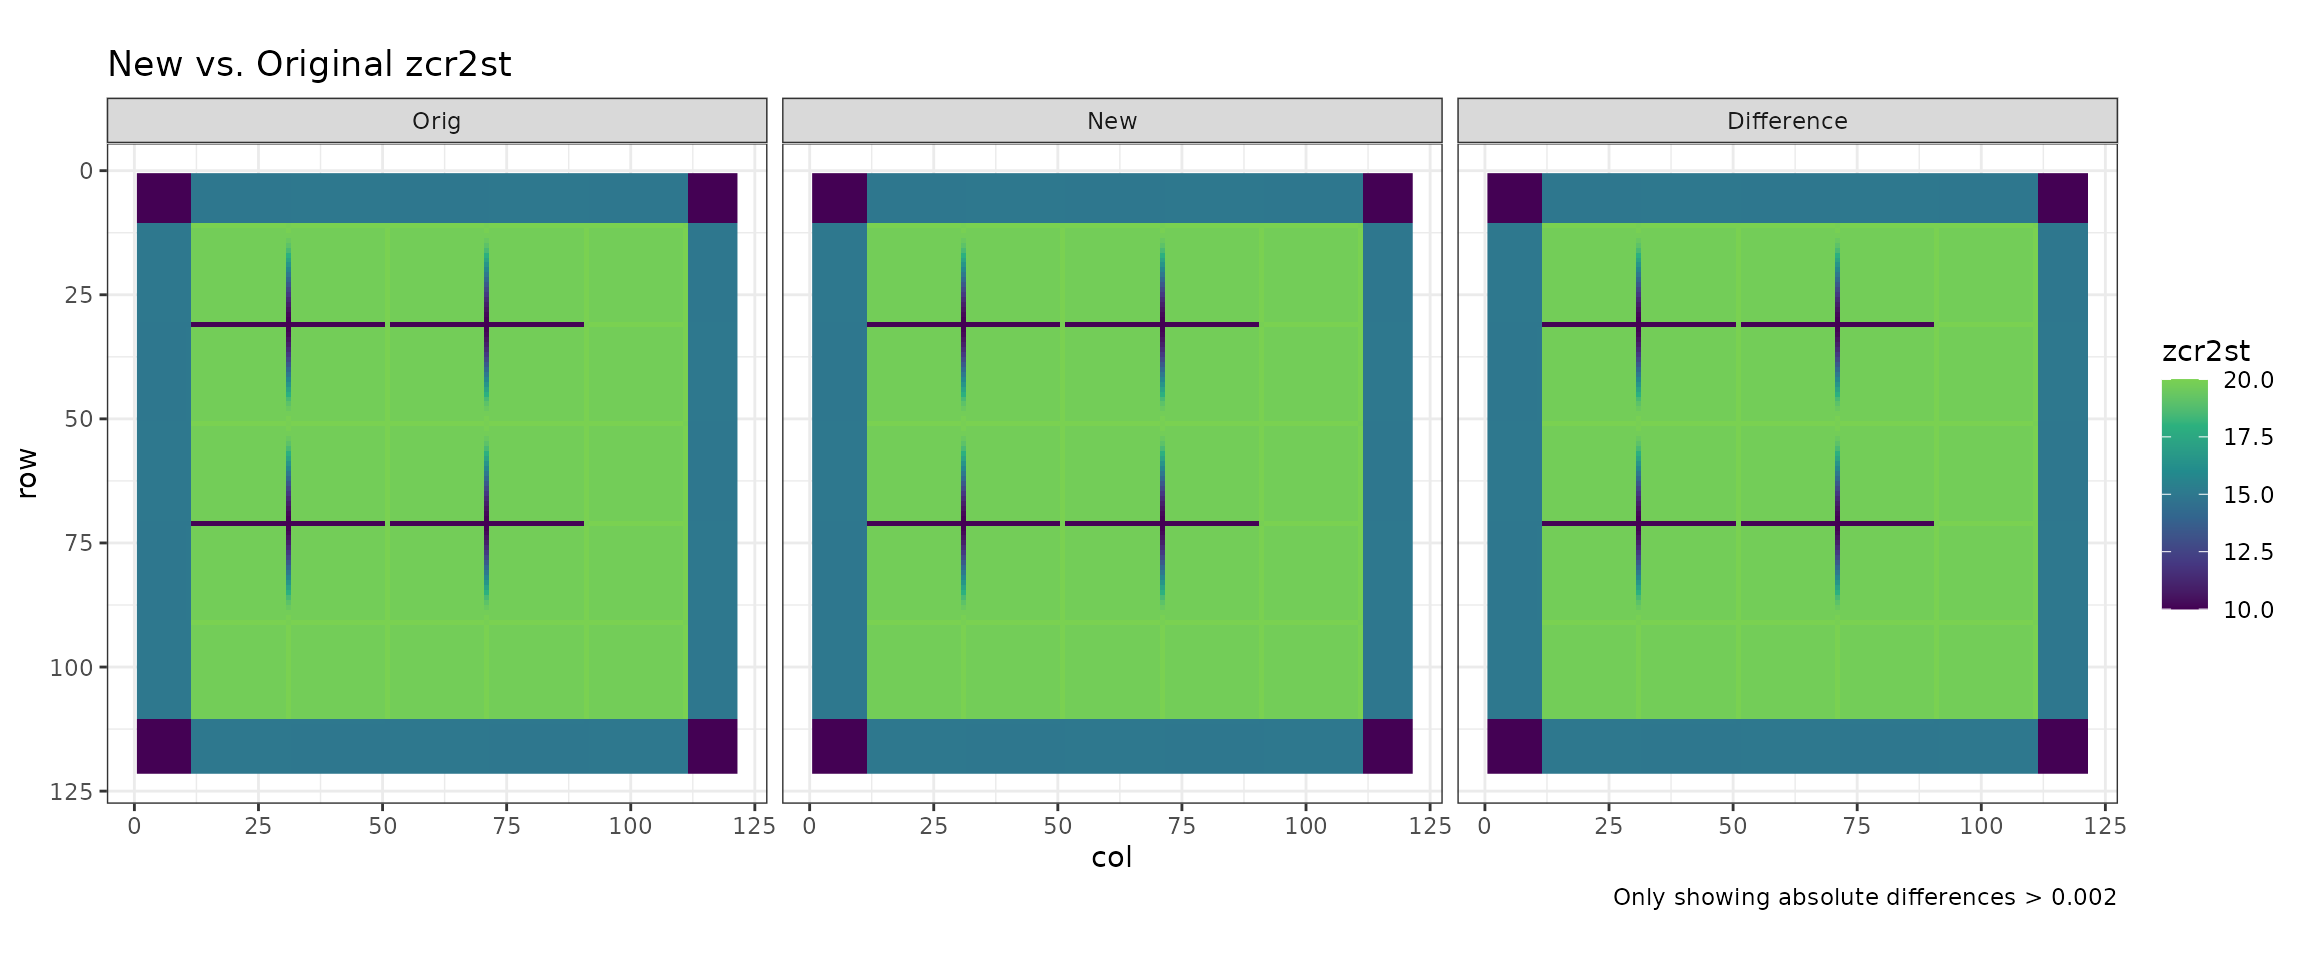 New vs. Original zcr2st
Orig New Difference
0
25
50
75
100
125
row
0 25 50 75 100 125 0 25 50 75 100 125 0 25 50 75 100 125
col
zcr2st
20.0
17.5
15.0
12.5
10.0
Only showing absolute differences > 0.002